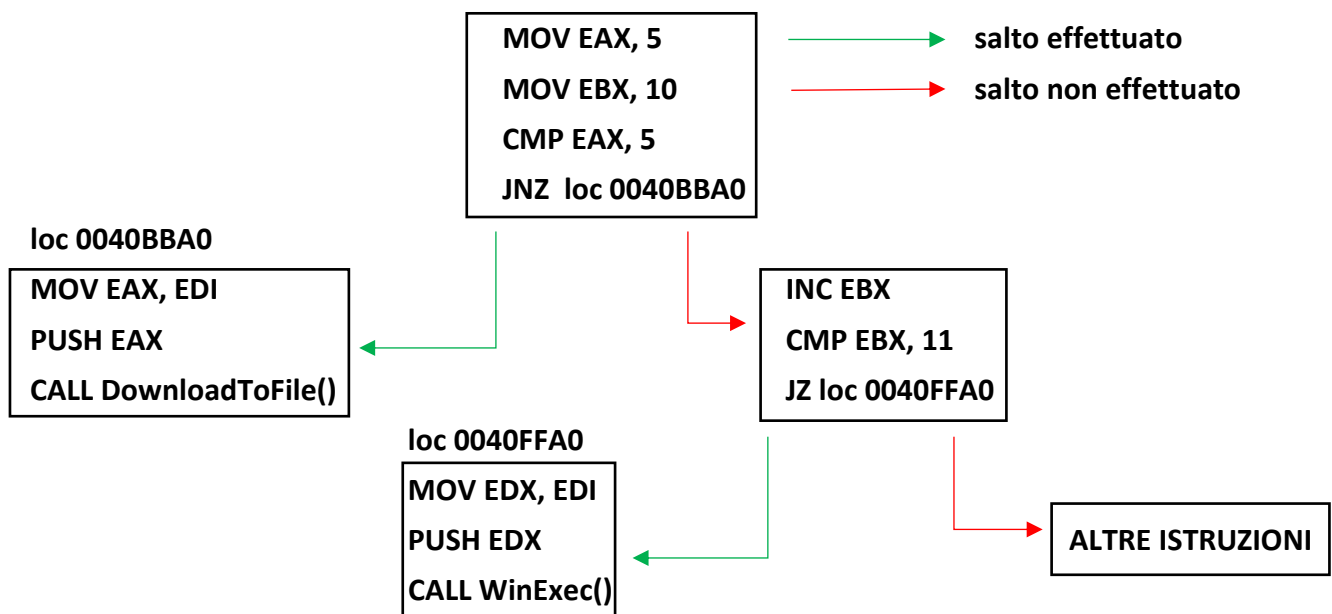 MOV EAX, 5
MOV EBX, 10
CMP EAX, 5
JNZ loc 0040BBA0
salto effettuato
salto non effettuato
loc 0040BBA0
MOV EAX, EDI
PUSH EAX
CALL DownloadToFile()
INC EBX
CMP EBX, 11
JZ loc 0040FFA0
loc 0040FFA0
MOV EDX, EDI
PUSH EDX
CALL WinExec()
ALTRE ISTRUZIONI